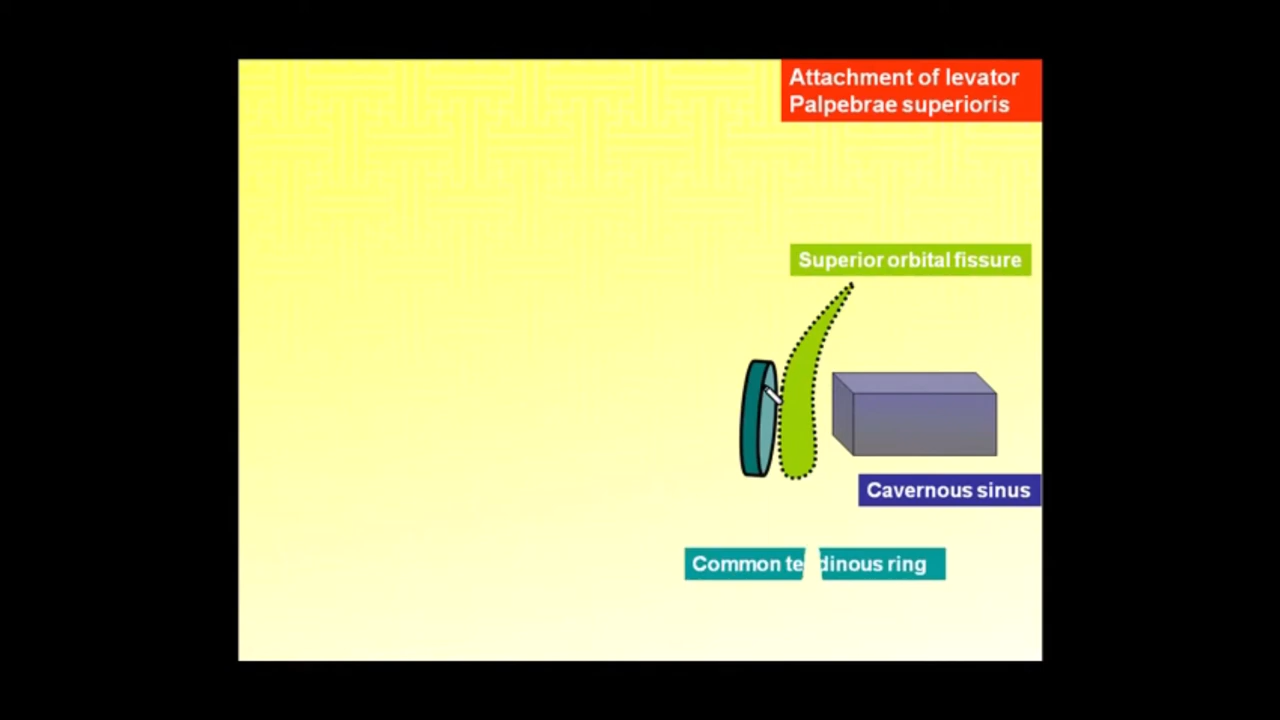 Attachment of levator
Palpebrae superioris
Superior orbital fissure
Cavernous sinus
Common te dinous ring